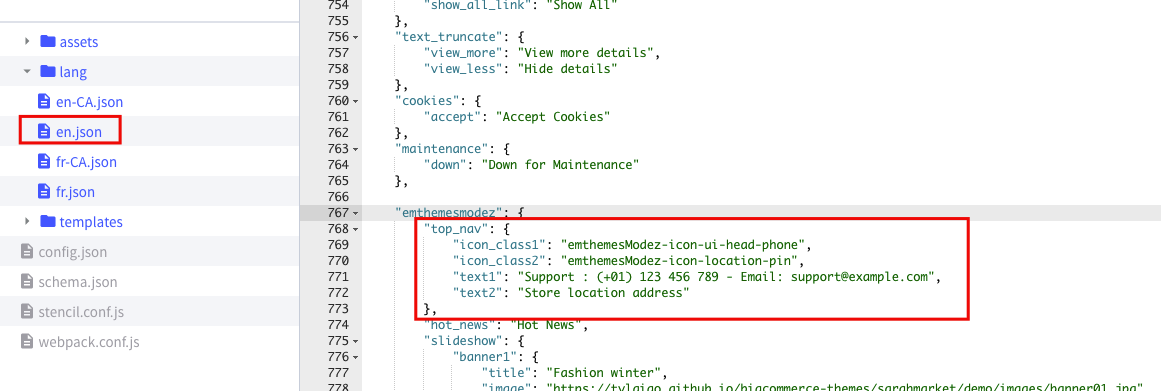 assets
lang
en-CA.json
en.json
fr-CA.json
fr.json
templates
config.json
schema.json
stencil.conf.js
webpack.conf.js
754 "show_all_link": "Show All"
755 },
756 "text_truncate": {
757 "view_more": "View more details",
758 "view_less": "Hide details"
759 },
760 "cookies": {
761 "accept": "Accept Cookies"
762 },
763 "maintenance": {
764 "down": "Down for Maintenance"
765 },
766
767 "emthemesmodez": {
768 "top_nav": {
769 "icon_class1": "emthemesModez-icon-ui-head-phone",
770 "icon_class2": "emthemesModez-icon-location-pin",
771 "text1": "Support : (+01) 123 456 789 - Email: support@example.com",
772 "text2": "Store location address"
773 },
774 "hot_news": "Hot News",
775 "slideshow": {
776 "banner1": {
777 "title": "Fashion winter",
778 "image": "https://tvlgiao.github.io/bigcommerce-themes/sarahmarket/demo/images/banner01.jpg"